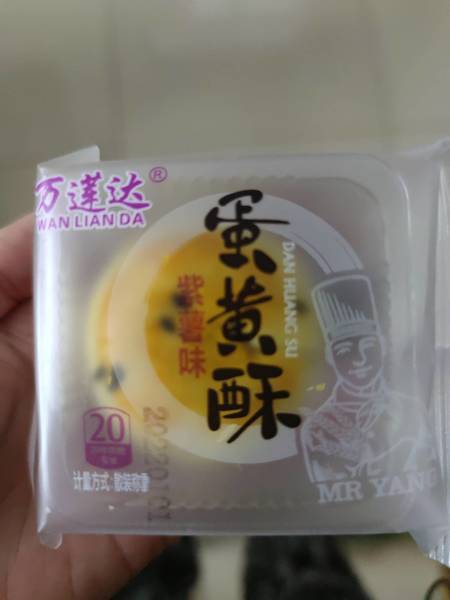 万莲达®
WAN LIAN DA
蛋黄酥
DAN HUANG SU
紫薯味
20
计量方式:散装称重
MR YANG